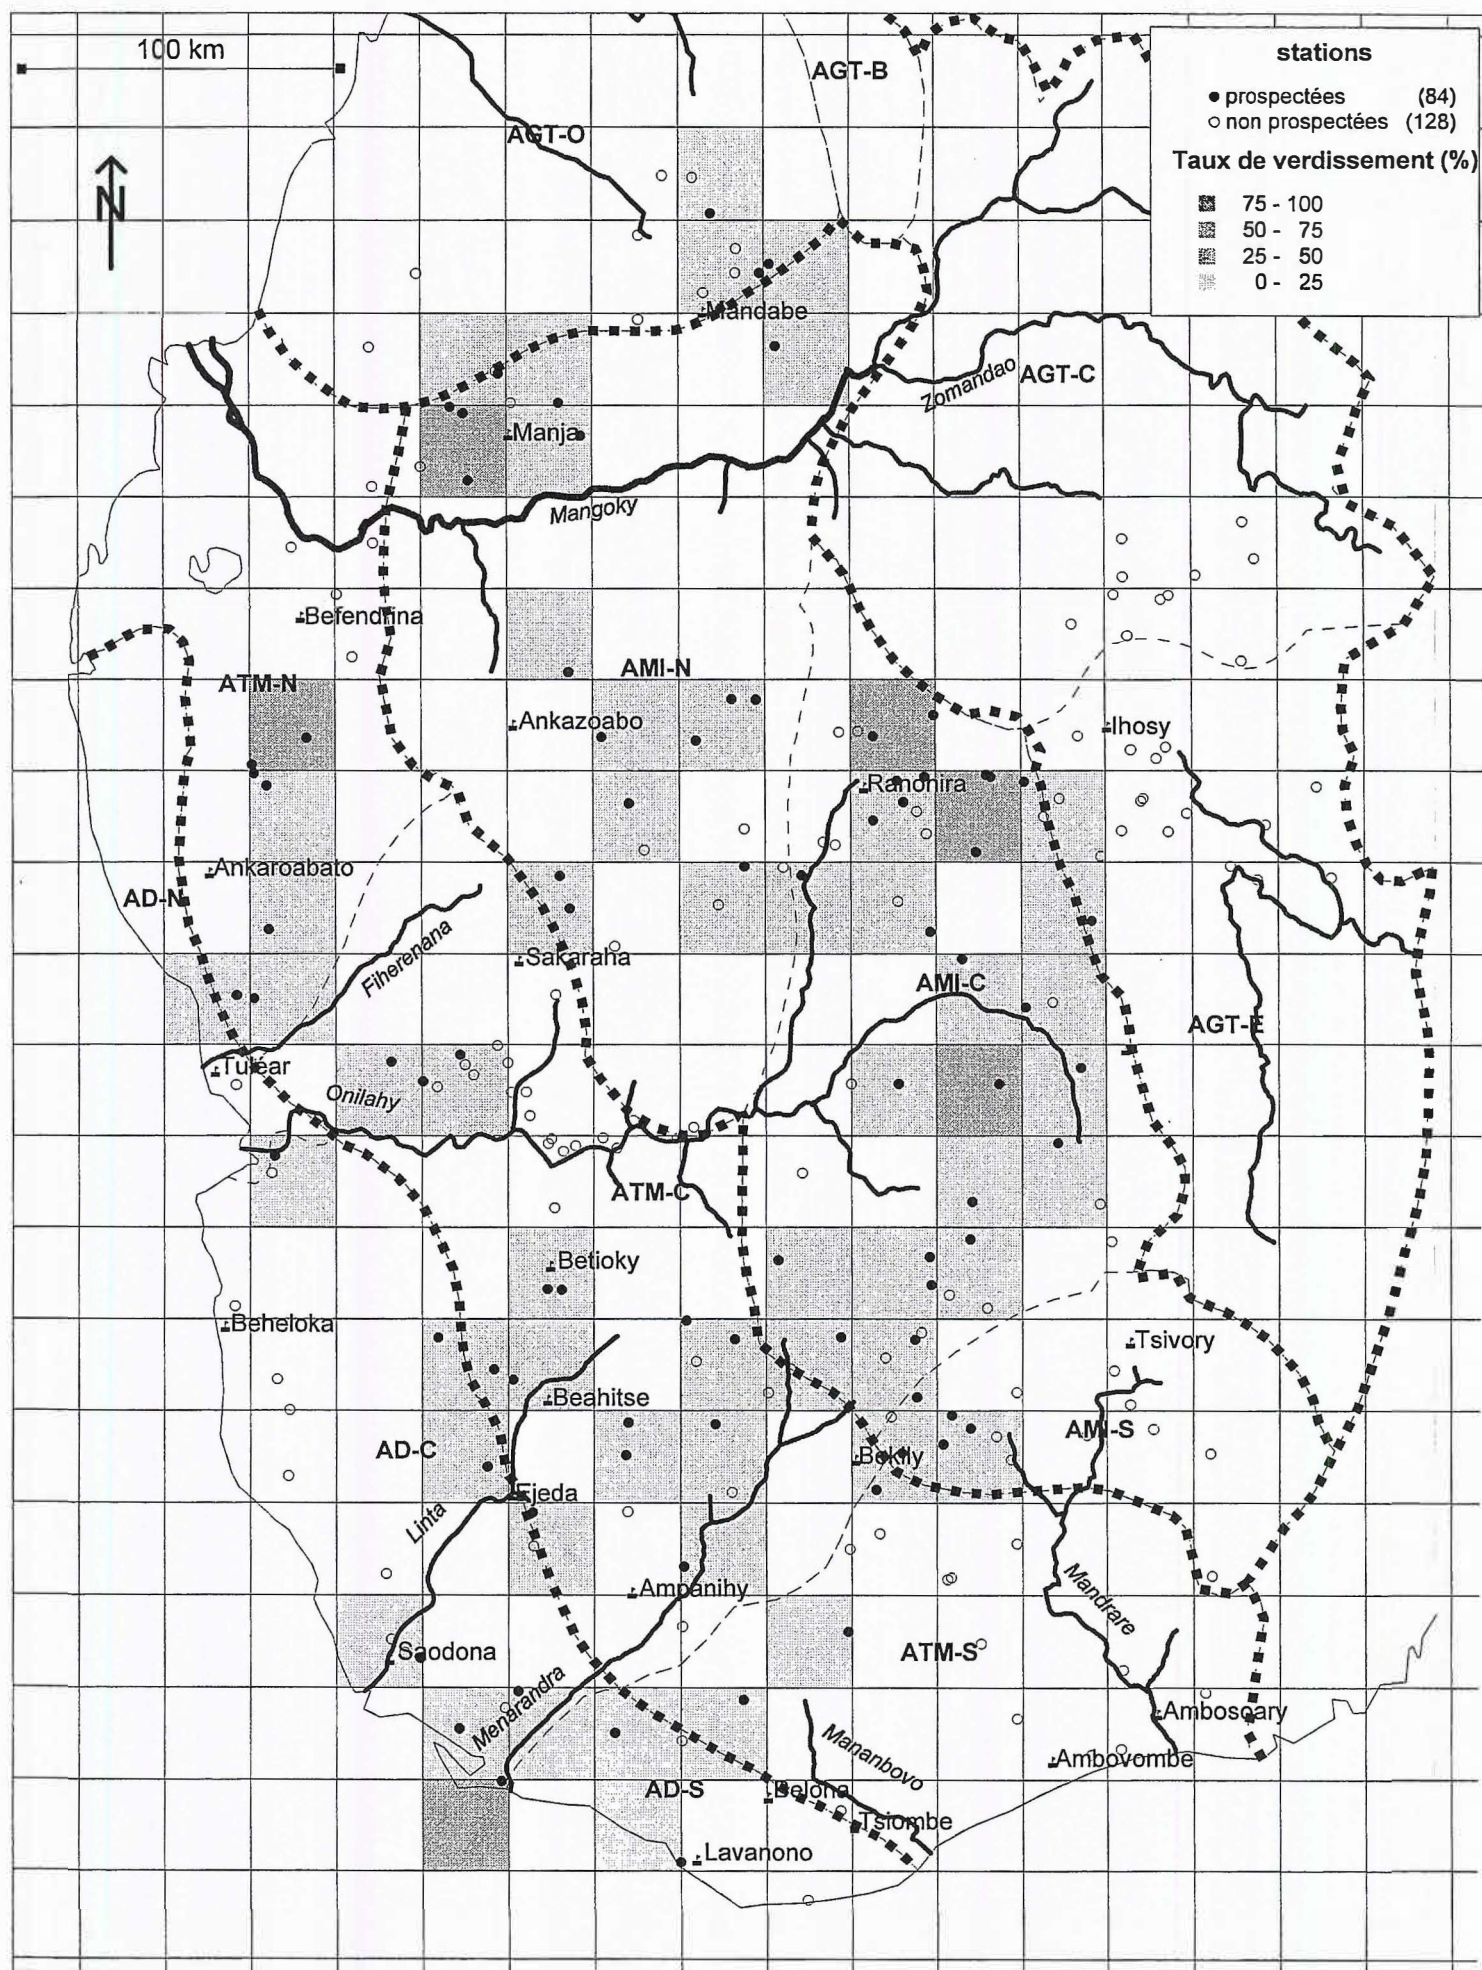 100 km
N
stations
● prospectées (84)
○ non prospectées (128)
Taux de verdissement (%)
75 - 100
50 - 75
25 - 50
0 - 25
AGT-B
AGT-O
Mandabe
Zomandao
AGT-C
Manja
Mangoky
Befendrina
AMI-N
ATM-N
Ankazoabo
Ihosy
Ranohira
Ankaroabato
AD-N
Fiherenana
Sakaraha
AMI-C
AGT-E
Tulear
Onilahy
ATM-C
Betioky
Beheloka
Tsivory
Beahitse
AD-C
AMI-S
Bekily
Ejeda
Linta
Ampanihy
Mandrare
Saodona
ATM-S
Menarandra
Ambosoary
Mananbovo
Ambovombe
AD-S
Beloha
Tsiombe
Lavanono